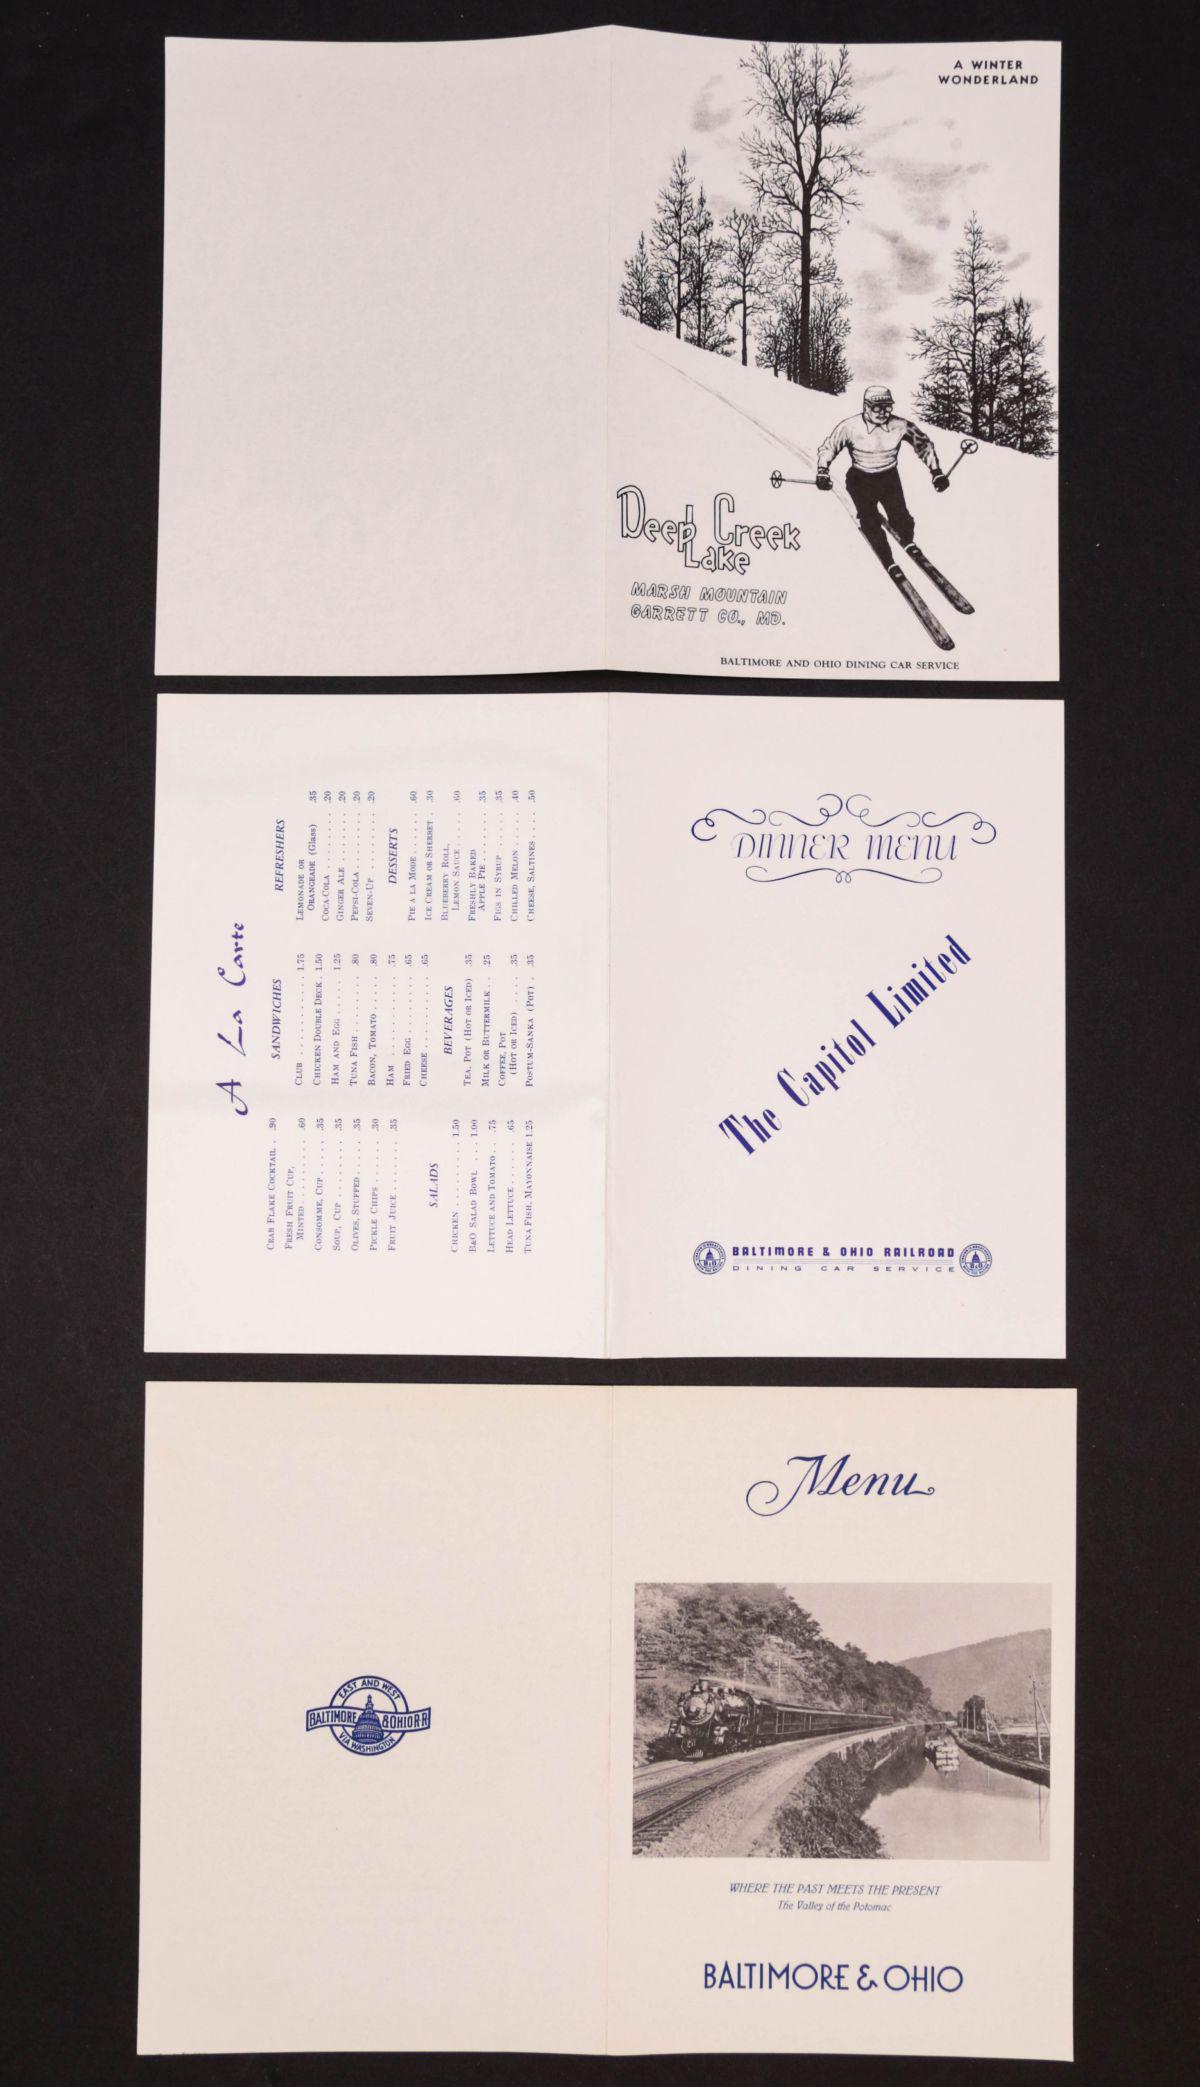 A WINTER
WONDERLAND
Deep Creek
Lake
MARSH MOUNTAIN
GARRETT CO., MD.
BALTIMORE AND OHIO DINING CAR SERVICE
A La Carte
CRAB FLAKE COCKTAIL . . .90
FRESH FRUIT CUP,
MINTED . . . . . . . . .60
CONSOMME, CUP . . . . . . .35
SOUP, CUP . . . . . . . . .35
OLIVES, STUFFED . . . . . .35
PICKLE CHIPS . . . . . . .30
FRUIT JUICE . . . . . . . .35
SALADS
CHICKEN . . . . . . . . . 1.50
B&O SALAD BOWL . . . 1.00
LETTUCE AND TOMATO . . .75
HEAD LETTUCE . . . . . . .65
TUNA FISH, MAYONNAISE 1.25
SANDWICHES
CLUB . . . . . . . . . . 1.75
CHICKEN DOUBLE DECK . 1.50
HAM AND EGG . . . . . . 1.25
TUNA FISH . . . . . . . . .80
BACON, TOMATO . . . . . .80
HAM . . . . . . . . . . . .75
FRIED EGG . . . . . . . . .65
CHEESE . . . . . . . . . . .65
BEVERAGES
TEA, POT (HOT OR ICED) .35
MILK OR BUTTERMILK . . .25
COFFEE, POT
(HOT OR ICED) . . . . . .35
POSTUM-SANKA (POT) . .35
REFRESHERS
LEMONADE OR
ORANGEADE (Glass) .35
COCA-COLA . . . . . . . . .20
GINGER ALE . . . . . . . .20
PEPSI-COLA . . . . . . . . .20
SEVEN-UP . . . . . . . . . .20
DESSERTS
PIE A LA MODE . . . . . . .60
ICE CREAM OR SHERBET .30
BLUEBERRY ROLL,
LEMON SAUCE . . . . . .60
FRESHLY BAKED
APPLE PIE . . . . . . . . .35
FIGS IN SYRUP . . . . . . .35
CHILLED MELON . . . . . .40
CHEESE, SALTINES . . . . .50
DINNER MENU
The Capitol Limited
BALTIMORE & OHIO RAILROAD
DINING CAR SERVICE
B&O
B&O
EAST AND WEST
BALTIMORE & OHIO R-R
VIA WASHINGTON
Menu
WHERE THE PAST MEETS THE PRESENT
The Valley of the Potomac
BALTIMORE & OHIO